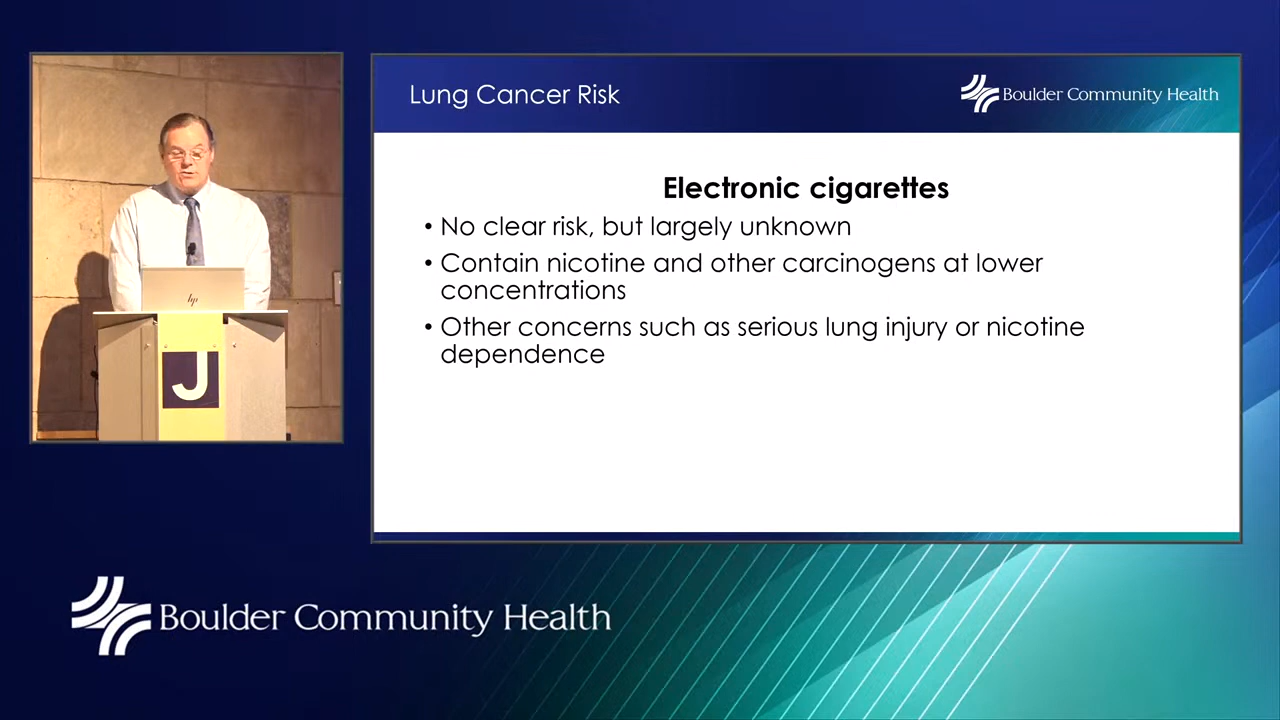 Lung Cancer Risk
Boulder Community Health
Electronic cigarettes
• No clear risk, but largely unknown
• Contain nicotine and other carcinogens at lower
concentrations
• Other concerns such as serious lung injury or nicotine
dependence
hp
J
Boulder Community Health